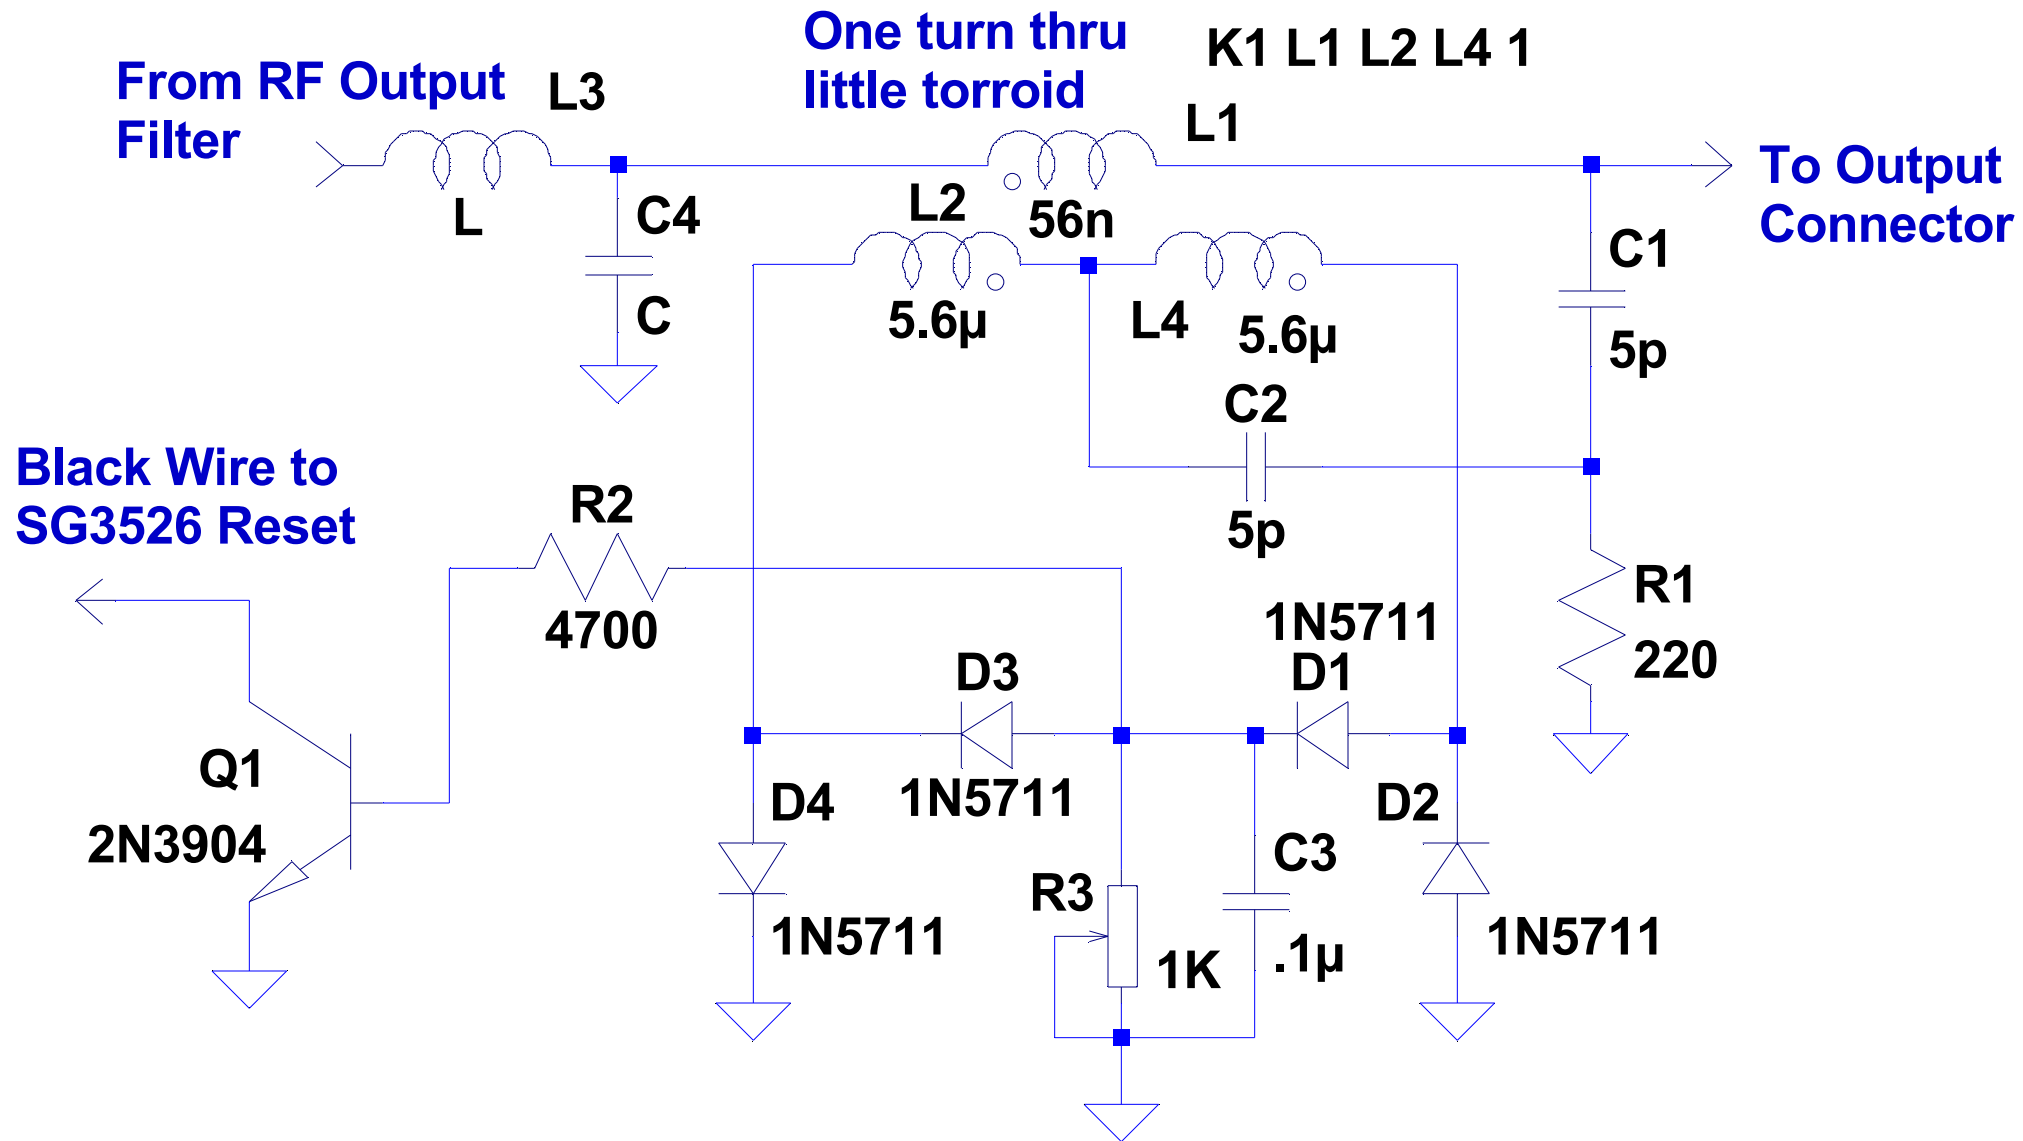 One turn thru
little torroid
K1 L1 L2 L4 1
From RF Output
Filter
L3
L1
L
C4
C
L2
56n
To Output
Connector
5.6µ
L4
5.6µ
C1
5p
C2
5p
Black Wire to
SG3526 Reset
R2
4700
R1
220
1N5711
D1
D3
1N5711
Q1
2N3904
D4
1N5711
D2
1N5711
R3
1K
C3
.1µ